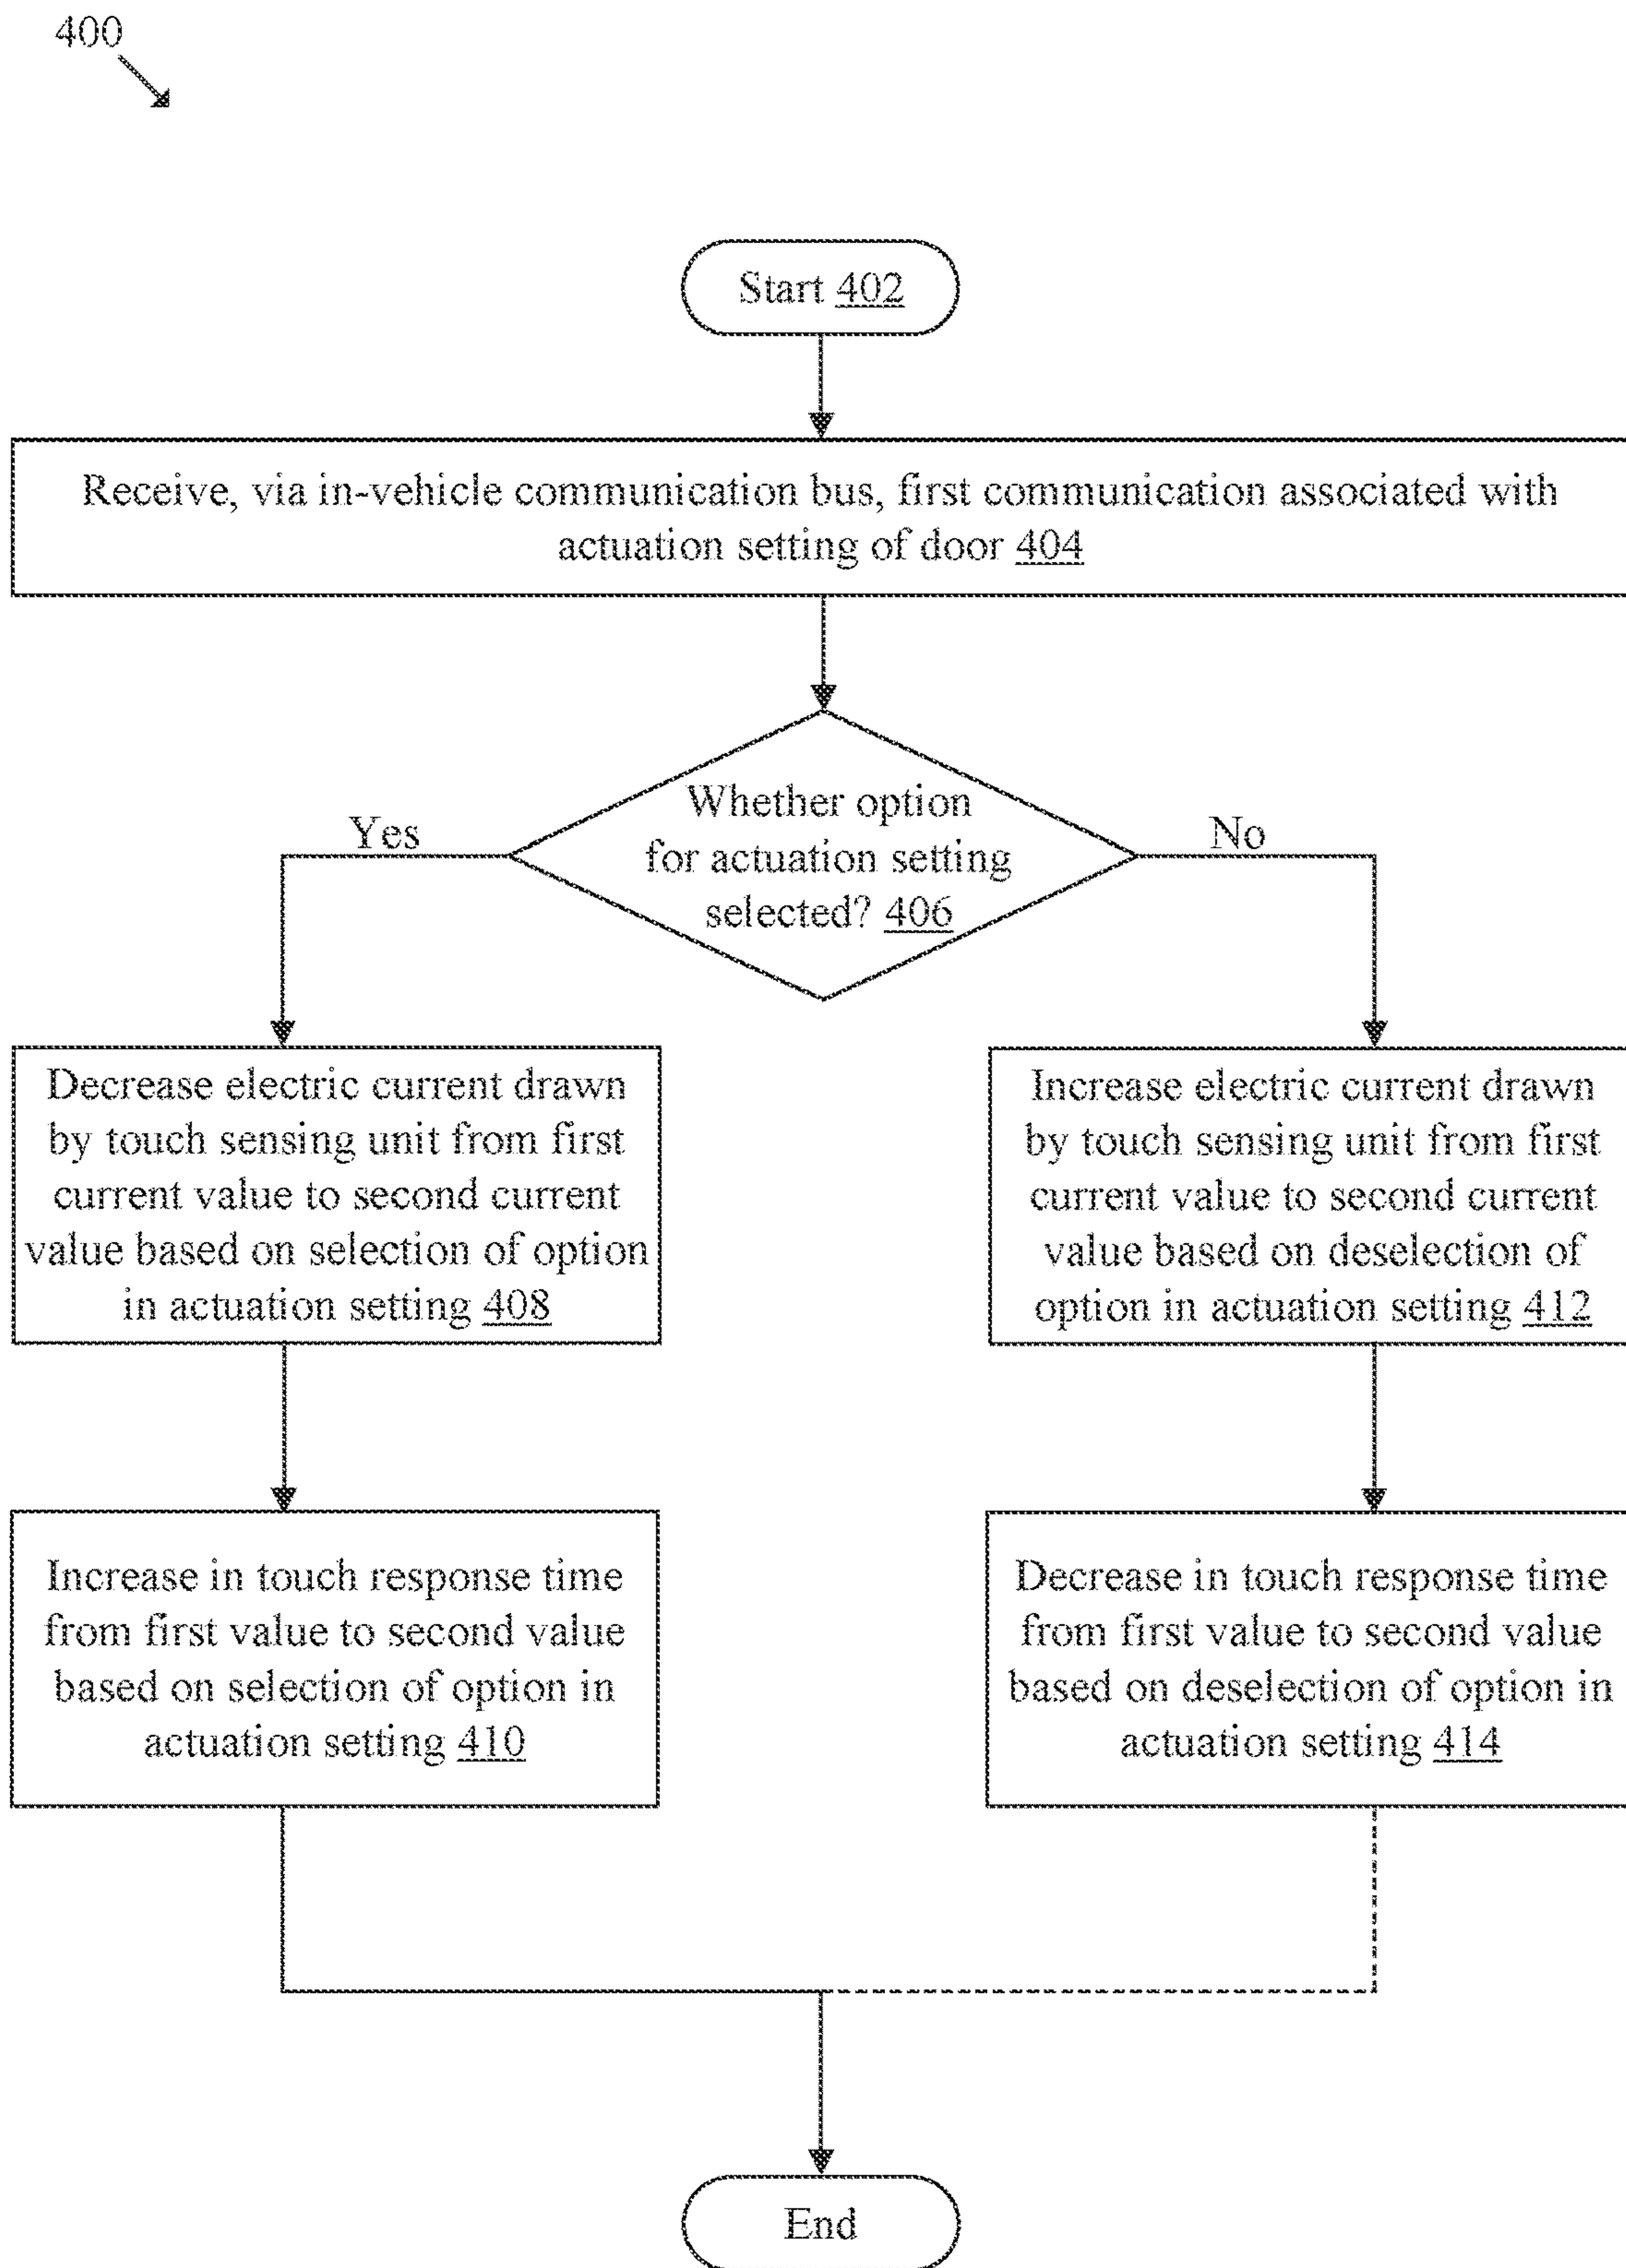 400
Start 402
Receive, via in-vehicle communication bus, first communication associated with
actuation setting of door 404
Whether option
for actuation setting
selected? 406
Yes
No
Decrease electric current drawn
by touch sensing unit from first
current value to second current
value based on selection of option
in actuation setting 408
Increase electric current drawn
by touch sensing unit from first
current value to second current
value based on deselection of
option in actuation setting 412
Increase in touch response time
from first value to second value
based on selection of option in
actuation setting 410
Decrease in touch response time
from first value to second value
based on deselection of option in
actuation setting 414
End